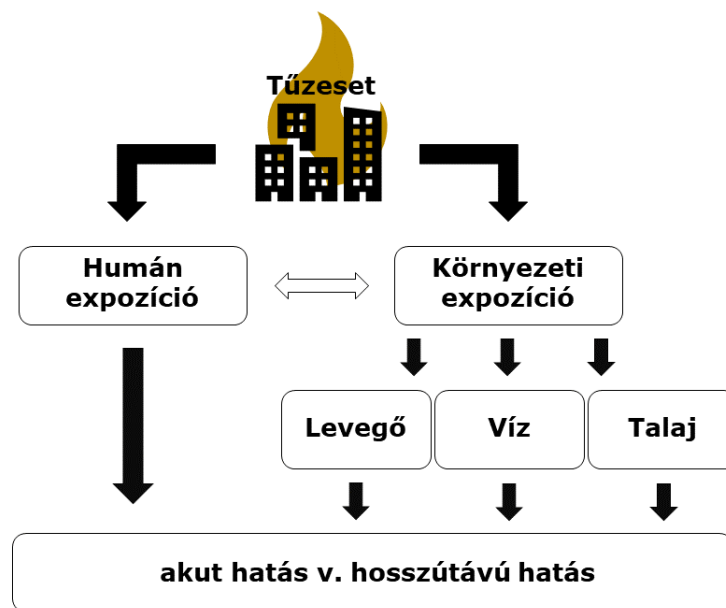 Tűzeset
Humán
expozíció
Környezeti
expozíció
Levegő
Víz
Talaj
akut hatás v. hosszútávú hatás